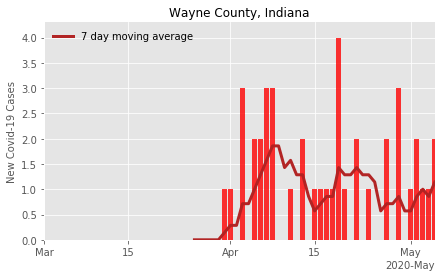 Wayne County, Indiana
7 day moving average
New Covid-19 Cases
4.0
3.5
3.0
2.5
2.0
1.5
1.0
0.5
0.0
Mar
15
Apr
15
May
2020-May